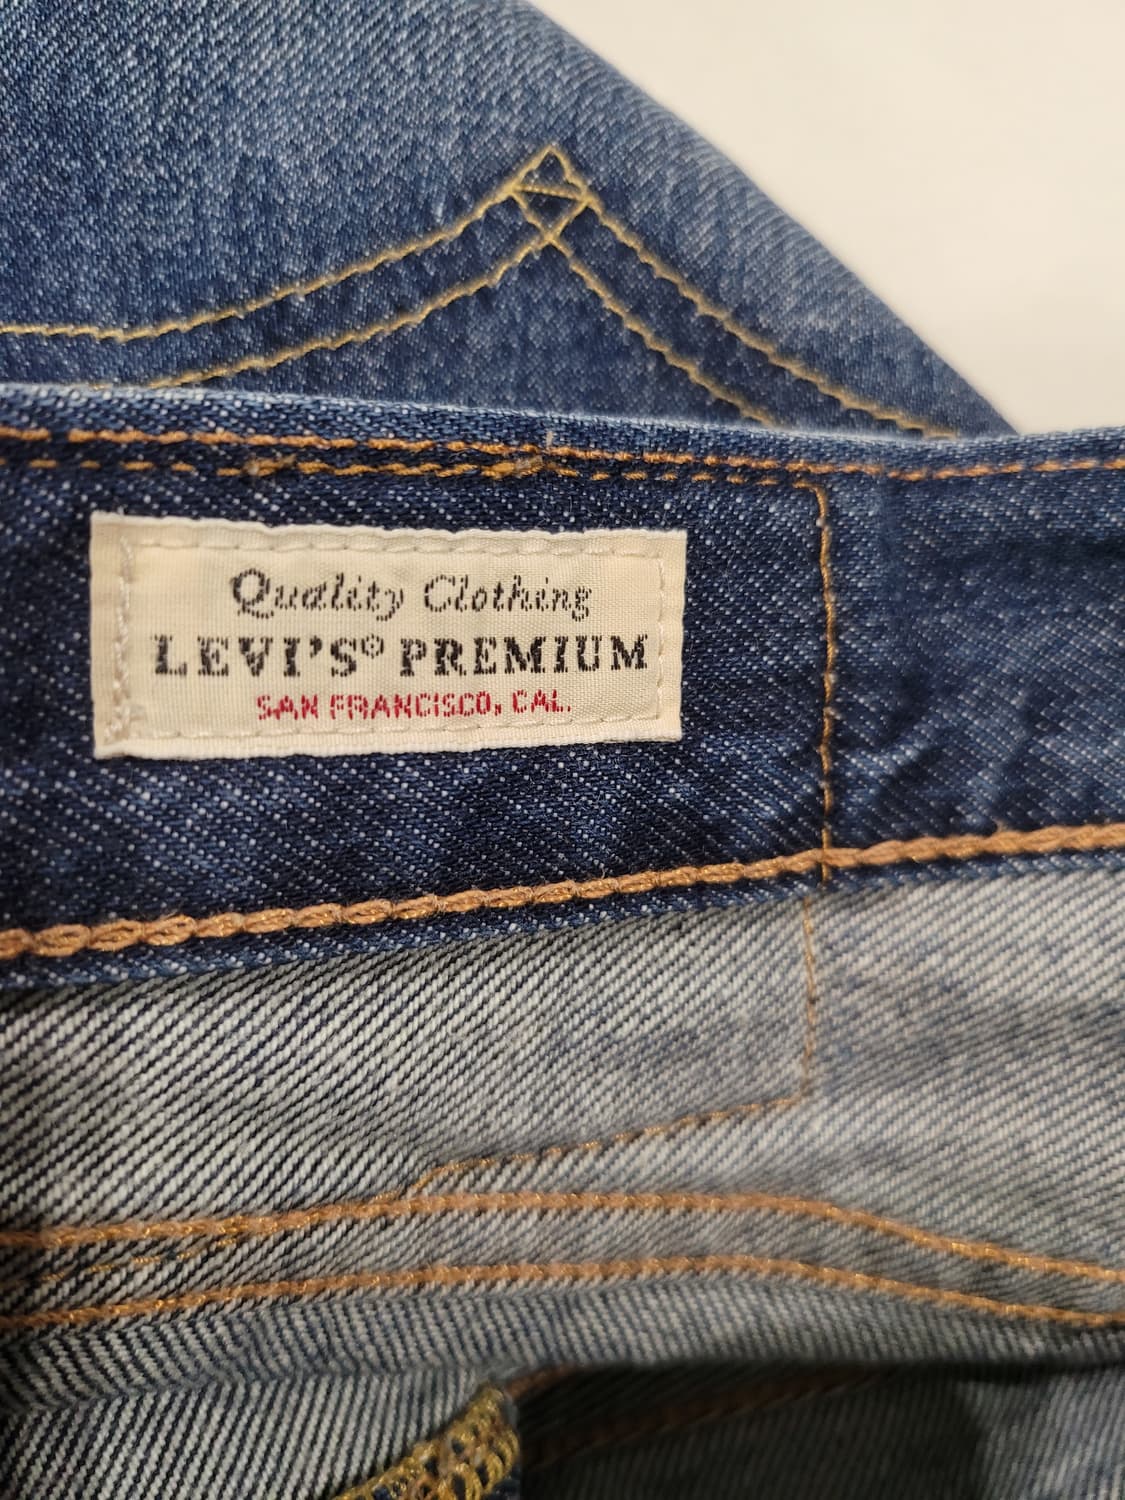 Quality Clothing
LEVI'S® PREMIUM
SAN FRANCISCO, CAL.